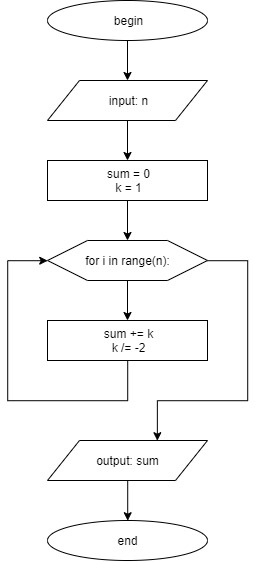 begin
input: n
sum = 0
k = 1
for i in range(n):
sum += k
k /= -2
output: sum
end